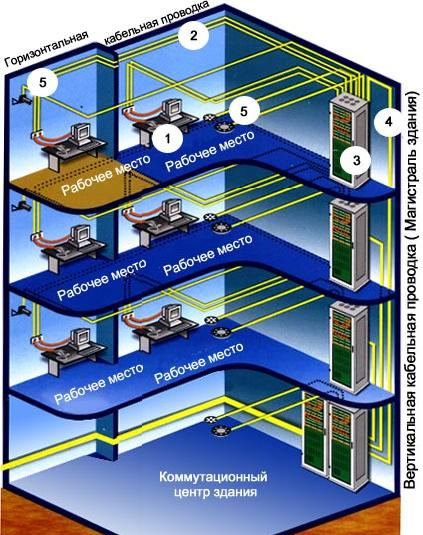 Горизонтальная
кабельная проводка
2
5
5
4
1
3
Рабочее место
Рабочее место
Рабочее место
Рабочее место
Рабочее место
Рабочее место
Коммутационный
центр здания
Вертикальная кабельная проводка ( Магистраль здания)